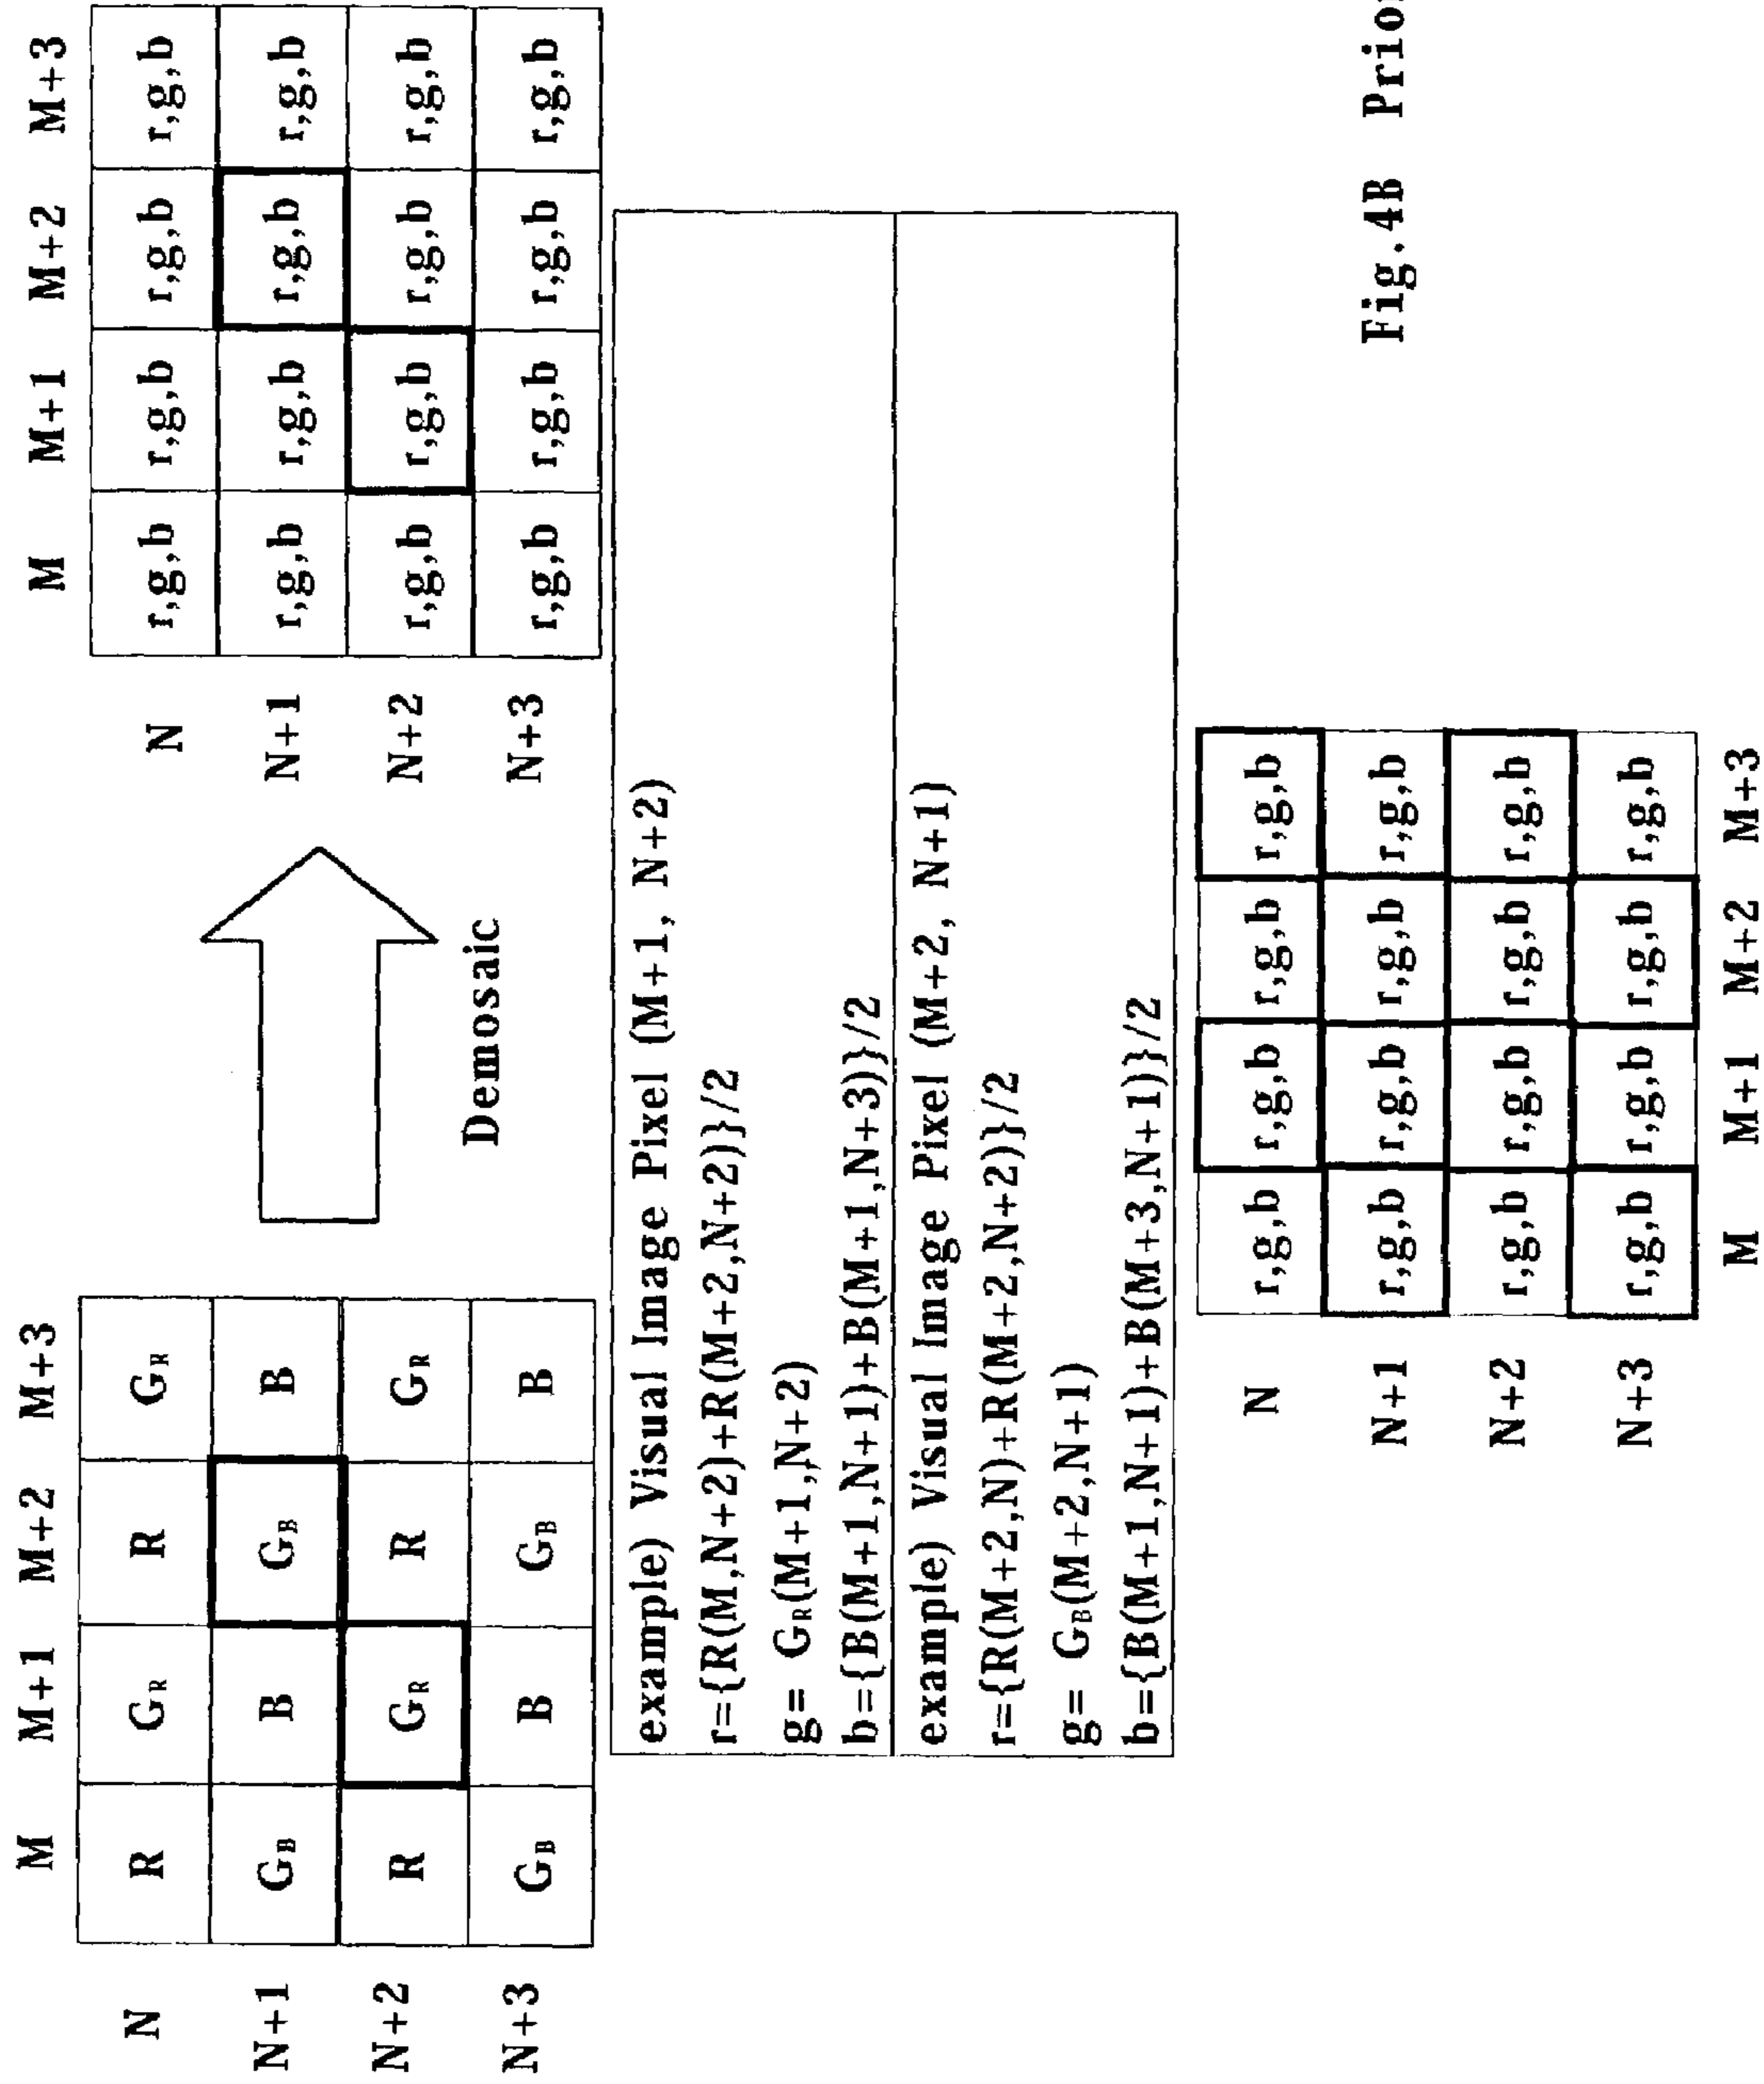 M M+1 M+2 M+3
N R GR R GR
N+1 GB B GB B
N+2 R GR R GR
N+3 GB B GB B
Demosaic
M M+1 M+2 M+3
N r,g,b r,g,b r,g,b r,g,b
N+1 r,g,b r,g,b r,g,b r,g,b
N+2 r,g,b r,g,b r,g,b r,g,b
N+3 r,g,b r,g,b r,g,b r,g,b
example) Visual Image Pixel (M+1, N+2)
r={R(M,N+2)+R(M+2,N+2)}/2
g= GR(M+1,N+2)
b={B(M+1,N+1)+B(M+1,N+3)}/2
example) Visual Image Pixel (M+2, N+1)
r={R(M+2,N)+R(M+2,N+2)}/2
g= GB(M+2,N+1)
b={B(M+1,N+1)+B(M+3,N+1)}/2
N r,g,b r,g,b r,g,b r,g,b
N+1 r,g,b r,g,b r,g,b r,g,b
N+2 r,g,b r,g,b r,g,b r,g,b
N+3 r,g,b r,g,b r,g,b r,g,b
M M+1 M+2 M+3
Fig.4B